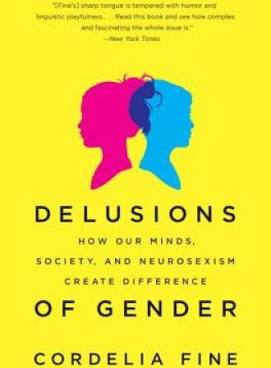 "[Fine's] sharp tongue is tempered with humor and
linguistic playfulness . . . Read this book and see how complex
and fascinating the whole issue is."
—New York Times
DELUSIONS
HOW OUR MINDS,
SOCIETY, AND NEUROSEXISM
CREATE DIFFERENCE
OF GENDER
CORDELIA FINE